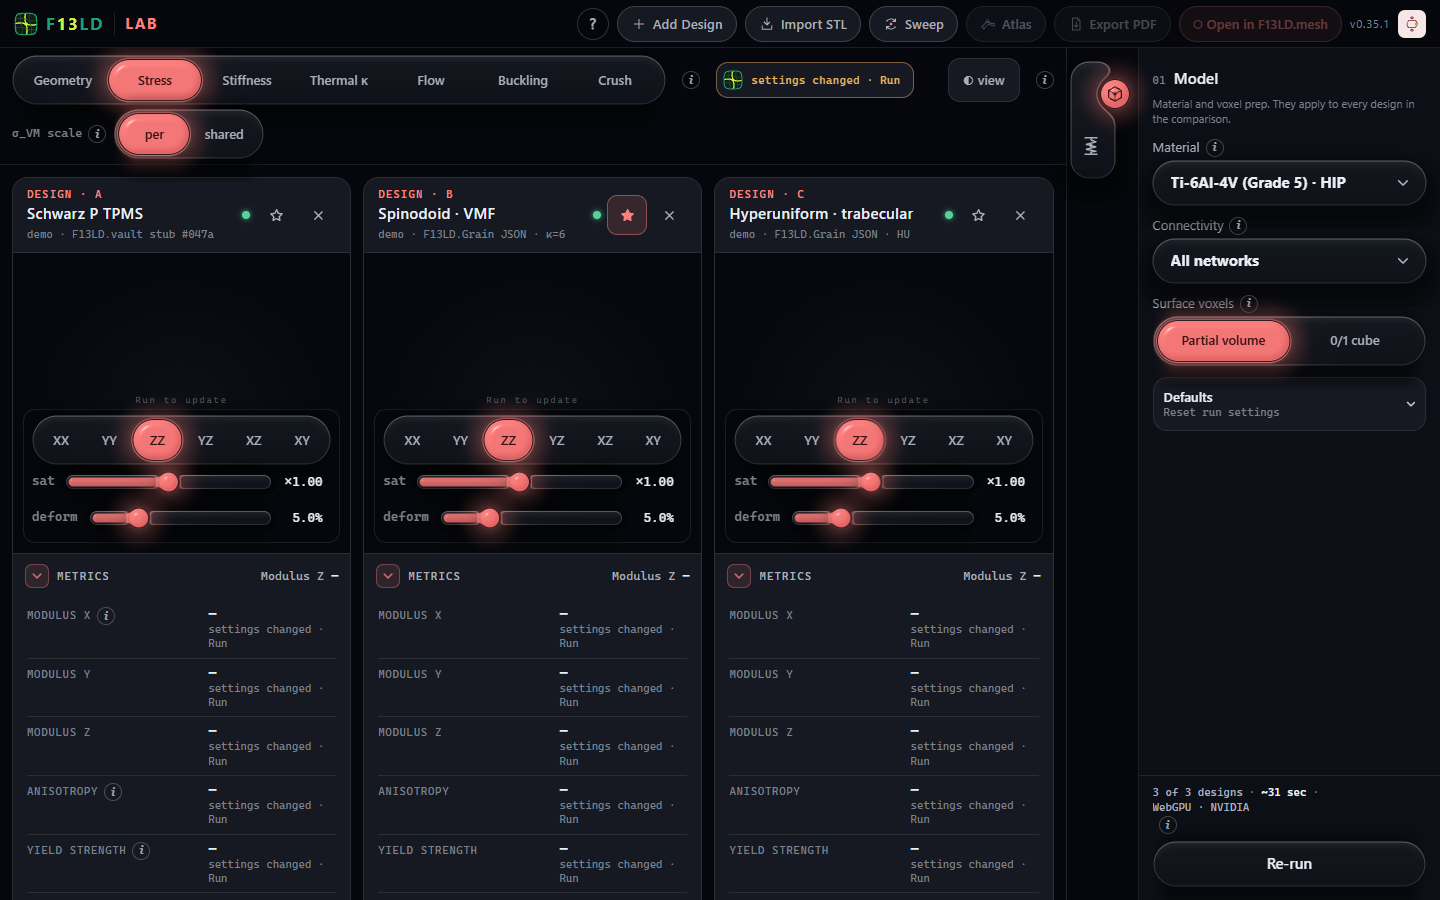 F13LD LAB
? + Add Design Import STL Sweep Atlas Export PDF Open in F13LD.mesh v0.35.1
Geometry Stress Stiffness Thermal κ Flow Buckling Crush i settings changed · Run view i
σ_VM scale i per shared
DESIGN · A
Schwarz P TPMS
demo · F13LD.vault stub #047a
Run to update
XX YY ZZ YZ XZ XY
sat ×1.00
deform 5.0%
METRICS Modulus Z —
MODULUS X i —
settings changed ·
Run
MODULUS Y —
settings changed ·
Run
MODULUS Z —
settings changed ·
Run
ANISOTROPY i —
settings changed ·
Run
YIELD STRENGTH i —
settings changed ·
Run
DESIGN · B
Spinodoid · VMF
demo · F13LD.Grain JSON · κ=6
Run to update
XX YY ZZ YZ XZ XY
sat ×1.00
deform 5.0%
METRICS Modulus Z —
MODULUS X —
settings changed ·
Run
MODULUS Y —
settings changed ·
Run
MODULUS Z —
settings changed ·
Run
ANISOTROPY —
settings changed ·
Run
YIELD STRENGTH —
settings changed ·
Run
DESIGN · C
Hyperuniform · trabecular
demo · F13LD.Grain JSON · HU
Run to update
XX YY ZZ YZ XZ XY
sat ×1.00
deform 5.0%
METRICS Modulus Z —
MODULUS X —
settings changed ·
Run
MODULUS Y —
settings changed ·
Run
MODULUS Z —
settings changed ·
Run
ANISOTROPY —
settings changed ·
Run
YIELD STRENGTH —
settings changed ·
Run
01 Model
Material and voxel prep. They apply to every design in
the comparison.
Material i
Ti-6Al-4V (Grade 5) · HIP
Connectivity i
All networks
Surface voxels i
Partial volume 0/1 cube
Defaults
Reset run settings
3 of 3 designs · ~31 sec ·
WebGPU · NVIDIA
i
Re-run